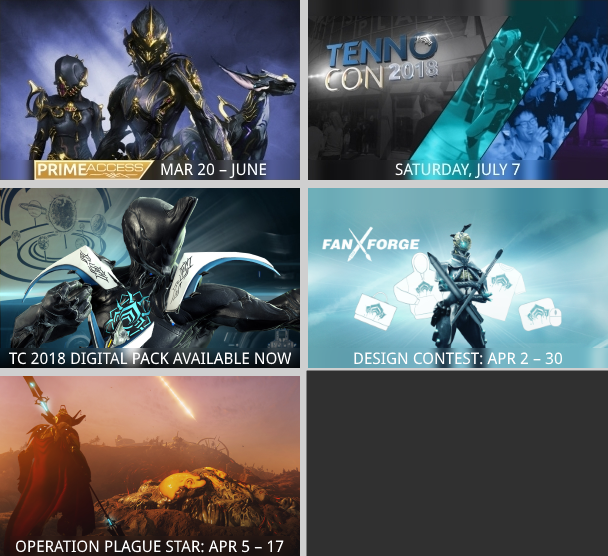 PRIMEACCESS MAR 20 – JUNE
TENNO
CON 2018
SATURDAY, JULY 7
TC 2018 DIGITAL PACK AVAILABLE NOW
FAN FORGE
DESIGN CONTEST: APR 2 – 30
OPERATION PLAGUE STAR: APR 5 – 17